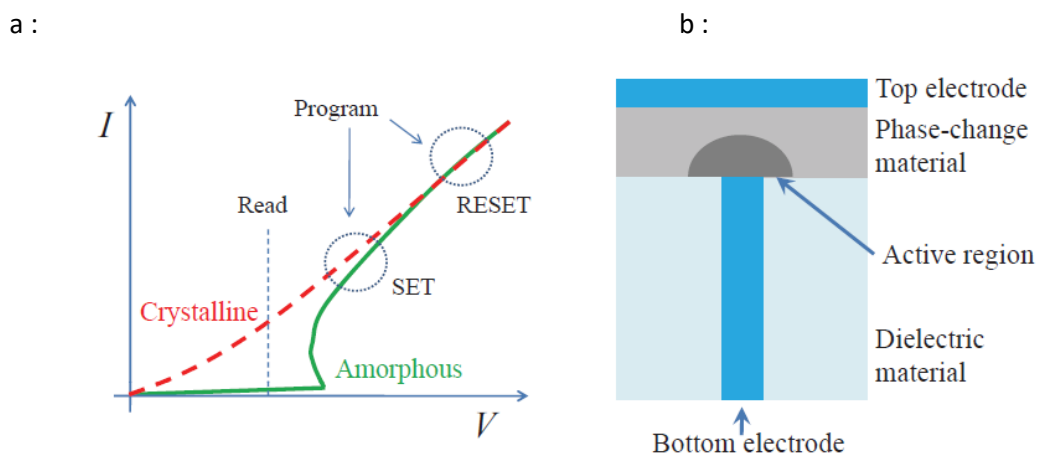 a :
b :
I
Program
Read
RESET
SET
Crystalline
Amorphous
V
Top electrode
Phase-change
material
Active region
Dielectric
material
Bottom electrode